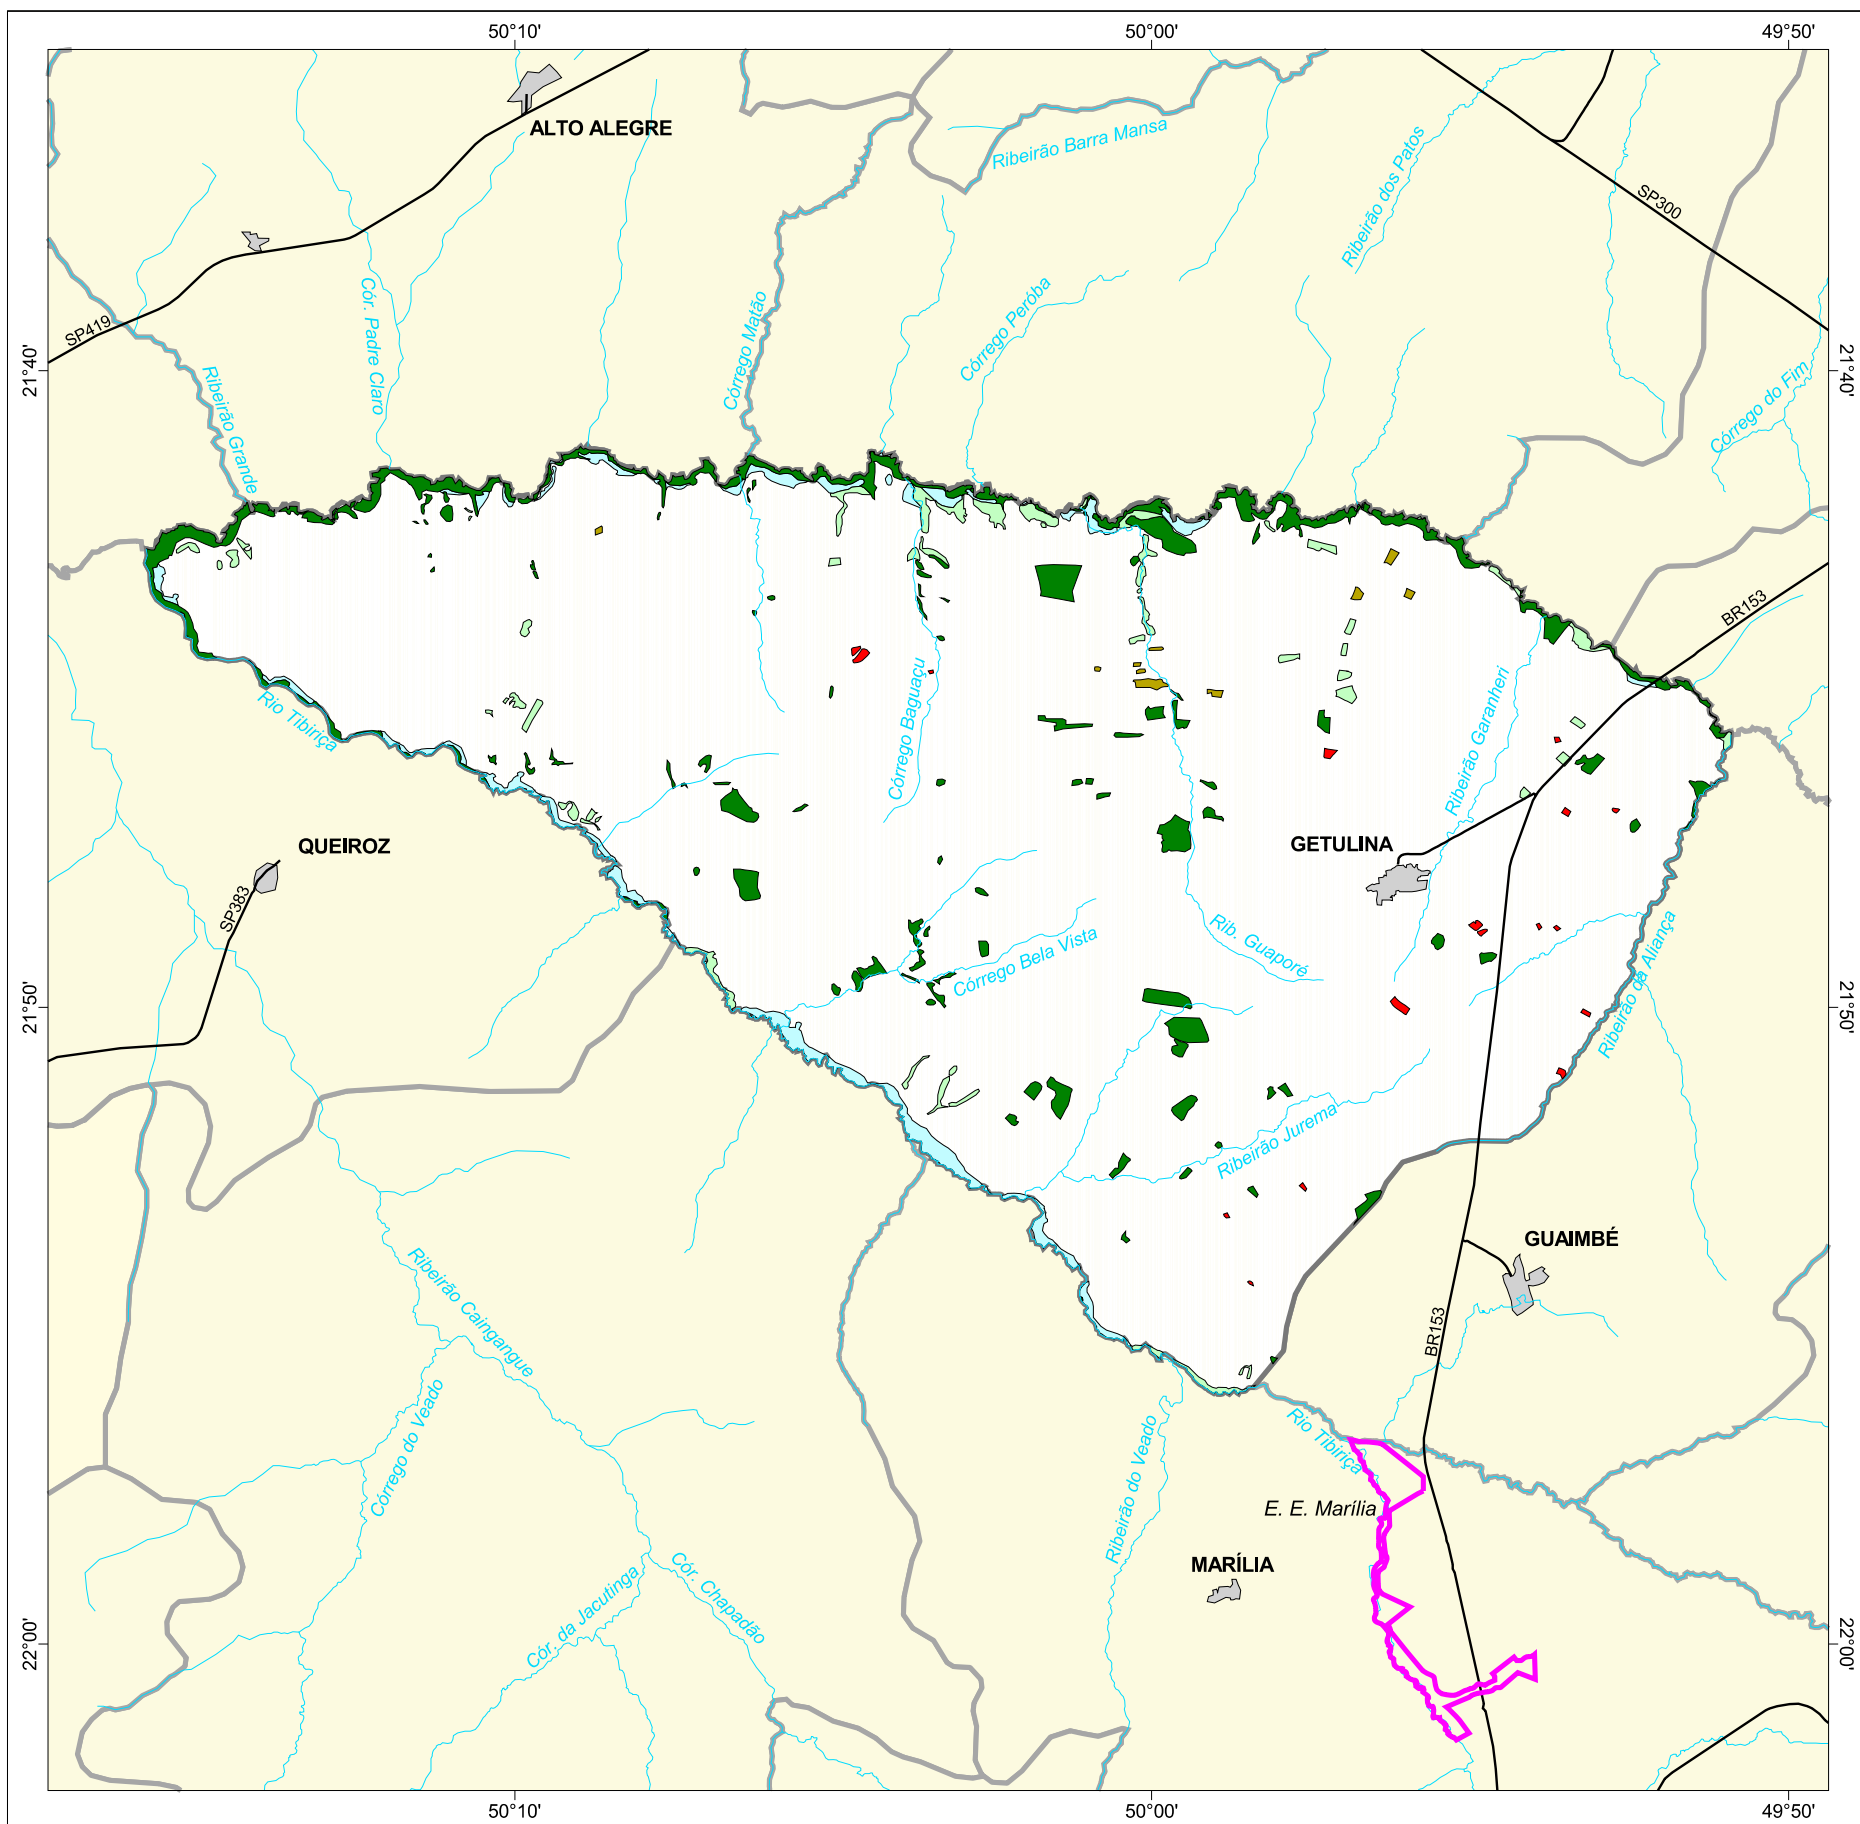 50°10'
50°00'
49°50'
ALTO ALEGRE
Ribeirão Barra Mansa
Ribeirão dos Patos
SP300
SP419
Cór. Padre Claro
Córrego Matão
Córrego Peróba
21°40'
21°40'
Ribeirão Grande
Córrego do Fim
BR153
Rio Tibiriça
Córrego Baguaçu
Ribeirão Garanheri
QUEIROZ
GETULINA
SP383
Rib. Guaporé
Córrego Bela Vista
Ribeirão da Aliança
21°50'
21°50'
Ribeirão Jurema
GUAIMBÉ
Ribeirão Caingangue
BR153
Córrego do Veado
Ribeirão do Veado
Rio Tibiriça
E. E. Marília
MARÍLIA
Cór. da Jacutinga
Cór. Chapadão
22°00'
22°00'
50°10'
50°00'
49°50'